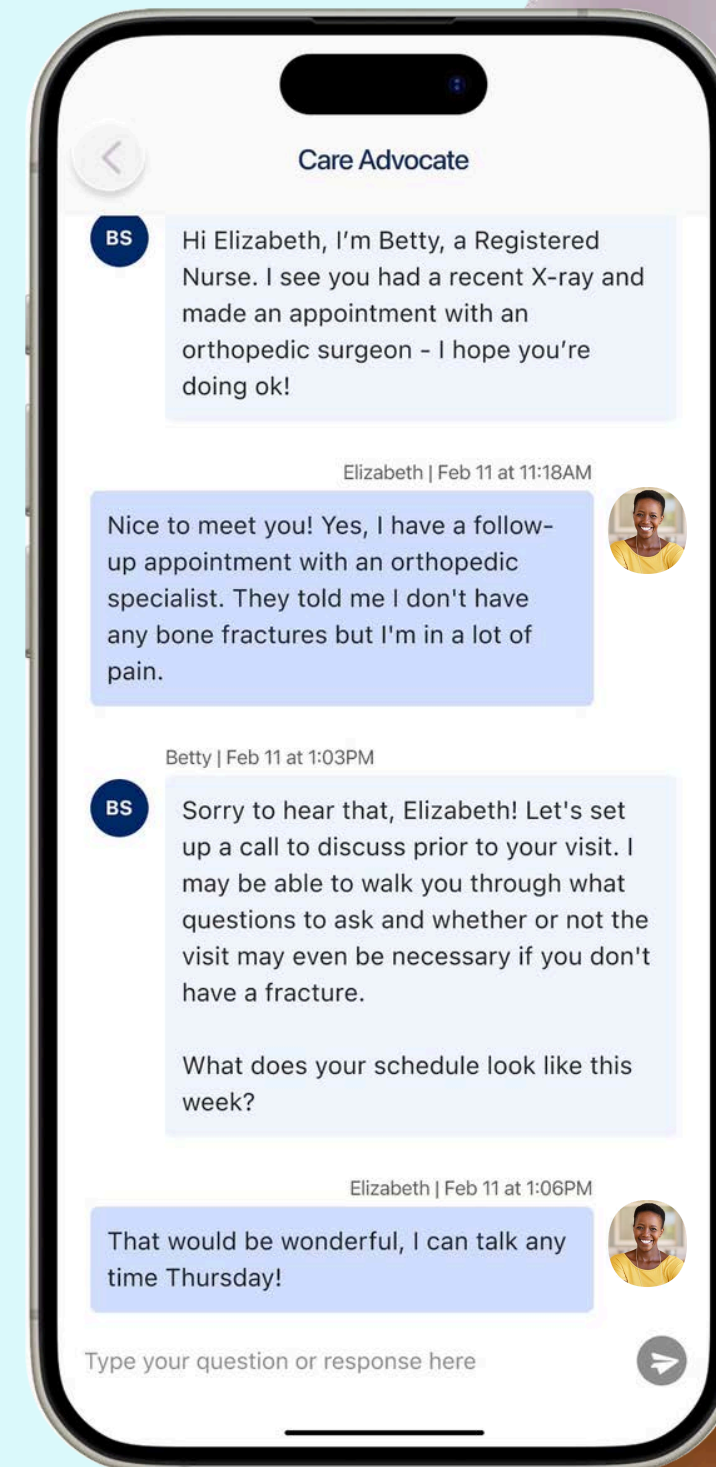 Care Advocate
BS
Hi Elizabeth, I’m Betty, a Registered
Nurse. I see you had a recent X-ray and
made an appointment with an
orthopedic surgeon - I hope you’re
doing ok!
Elizabeth | Feb 11 at 11:18AM
Nice to meet you! Yes, I have a follow-
up appointment with an orthopedic
specialist. They told me I don't have
any bone fractures but I'm in a lot of
pain.
Betty | Feb 11 at 1:03PM
BS
Sorry to hear that, Elizabeth! Let's set
up a call to discuss prior to your visit. I
may be able to walk you through what
questions to ask and whether or not the
visit may even be necessary if you don't
have a fracture.
What does your schedule look like this
week?
Elizabeth | Feb 11 at 1:06PM
That would be wonderful, I can talk any
time Thursday!
Type your question or response here